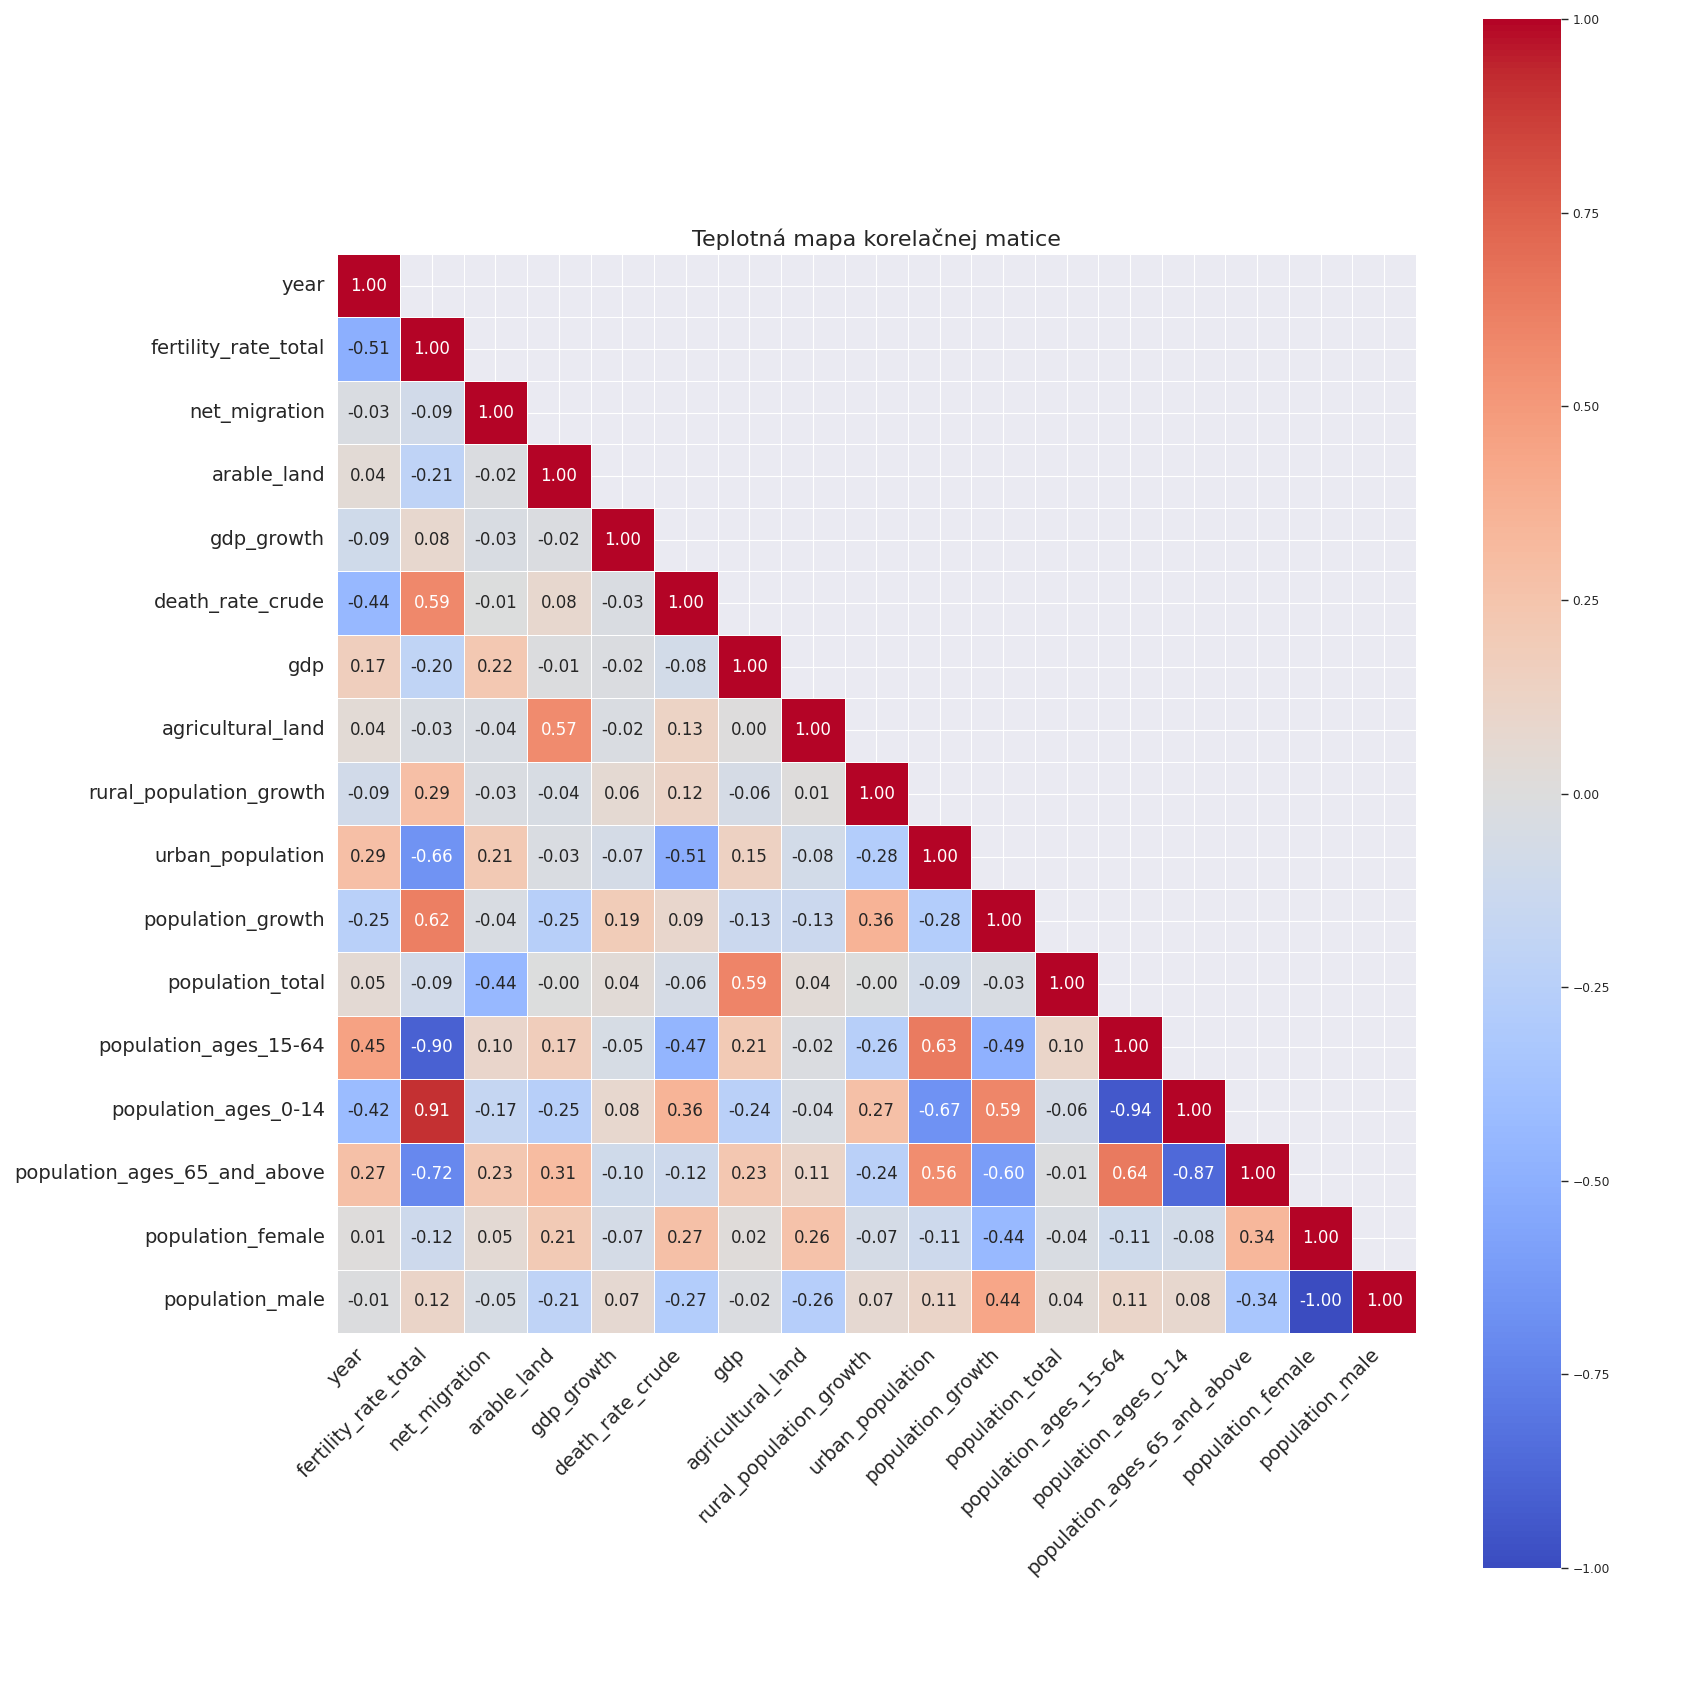 Teplotná mapa korelačnej matice
year 1.00
fertility_rate_total -0.51 1.00
net_migration -0.03 -0.09 1.00
arable_land 0.04 -0.21 -0.02 1.00
gdp_growth -0.09 0.08 -0.03 -0.02 1.00
death_rate_crude -0.44 0.59 -0.01 0.08 -0.03 1.00
gdp 0.17 -0.20 0.22 -0.01 -0.02 -0.08 1.00
agricultural_land 0.04 -0.03 -0.04 0.57 -0.02 0.13 0.00 1.00
rural_population_growth -0.09 0.29 -0.03 -0.04 0.06 0.12 -0.06 0.01 1.00
urban_population 0.29 -0.66 0.21 -0.03 -0.07 -0.51 0.15 -0.08 -0.28 1.00
population_growth -0.25 0.62 -0.04 -0.25 0.19 0.09 -0.13 -0.13 0.36 -0.28 1.00
population_total 0.05 -0.09 -0.44 -0.00 0.04 -0.06 0.59 0.04 -0.00 -0.09 -0.03 1.00
population_ages_15-64 0.45 -0.90 0.10 0.17 -0.05 -0.47 0.21 -0.02 -0.26 0.63 -0.49 0.10 1.00
population_ages_0-14 -0.42 0.91 -0.17 -0.25 0.08 0.36 -0.24 -0.04 0.27 -0.67 0.59 -0.06 -0.94 1.00
population_ages_65_and_above 0.27 -0.72 0.23 0.31 -0.10 -0.12 0.23 0.11 -0.24 0.56 -0.60 -0.01 0.64 -0.87 1.00
population_female 0.01 -0.12 0.05 0.21 -0.07 0.27 0.02 0.26 -0.07 -0.11 -0.44 -0.04 -0.11 -0.08 0.34 1.00
population_male -0.01 0.12 -0.05 -0.21 0.07 -0.27 -0.02 -0.26 0.07 0.11 0.44 0.04 0.11 0.08 -0.34 -1.00 1.00
year
fertility_rate_total
net_migration
arable_land
gdp_growth
death_rate_crude
gdp
agricultural_land
rural_population_growth
urban_population
population_growth
population_total
population_ages_15-64
population_ages_0-14
population_ages_65_and_above
population_female
population_male
1.00
0.75
0.50
0.25
0.00
−0.25
−0.50
−0.75
−1.00